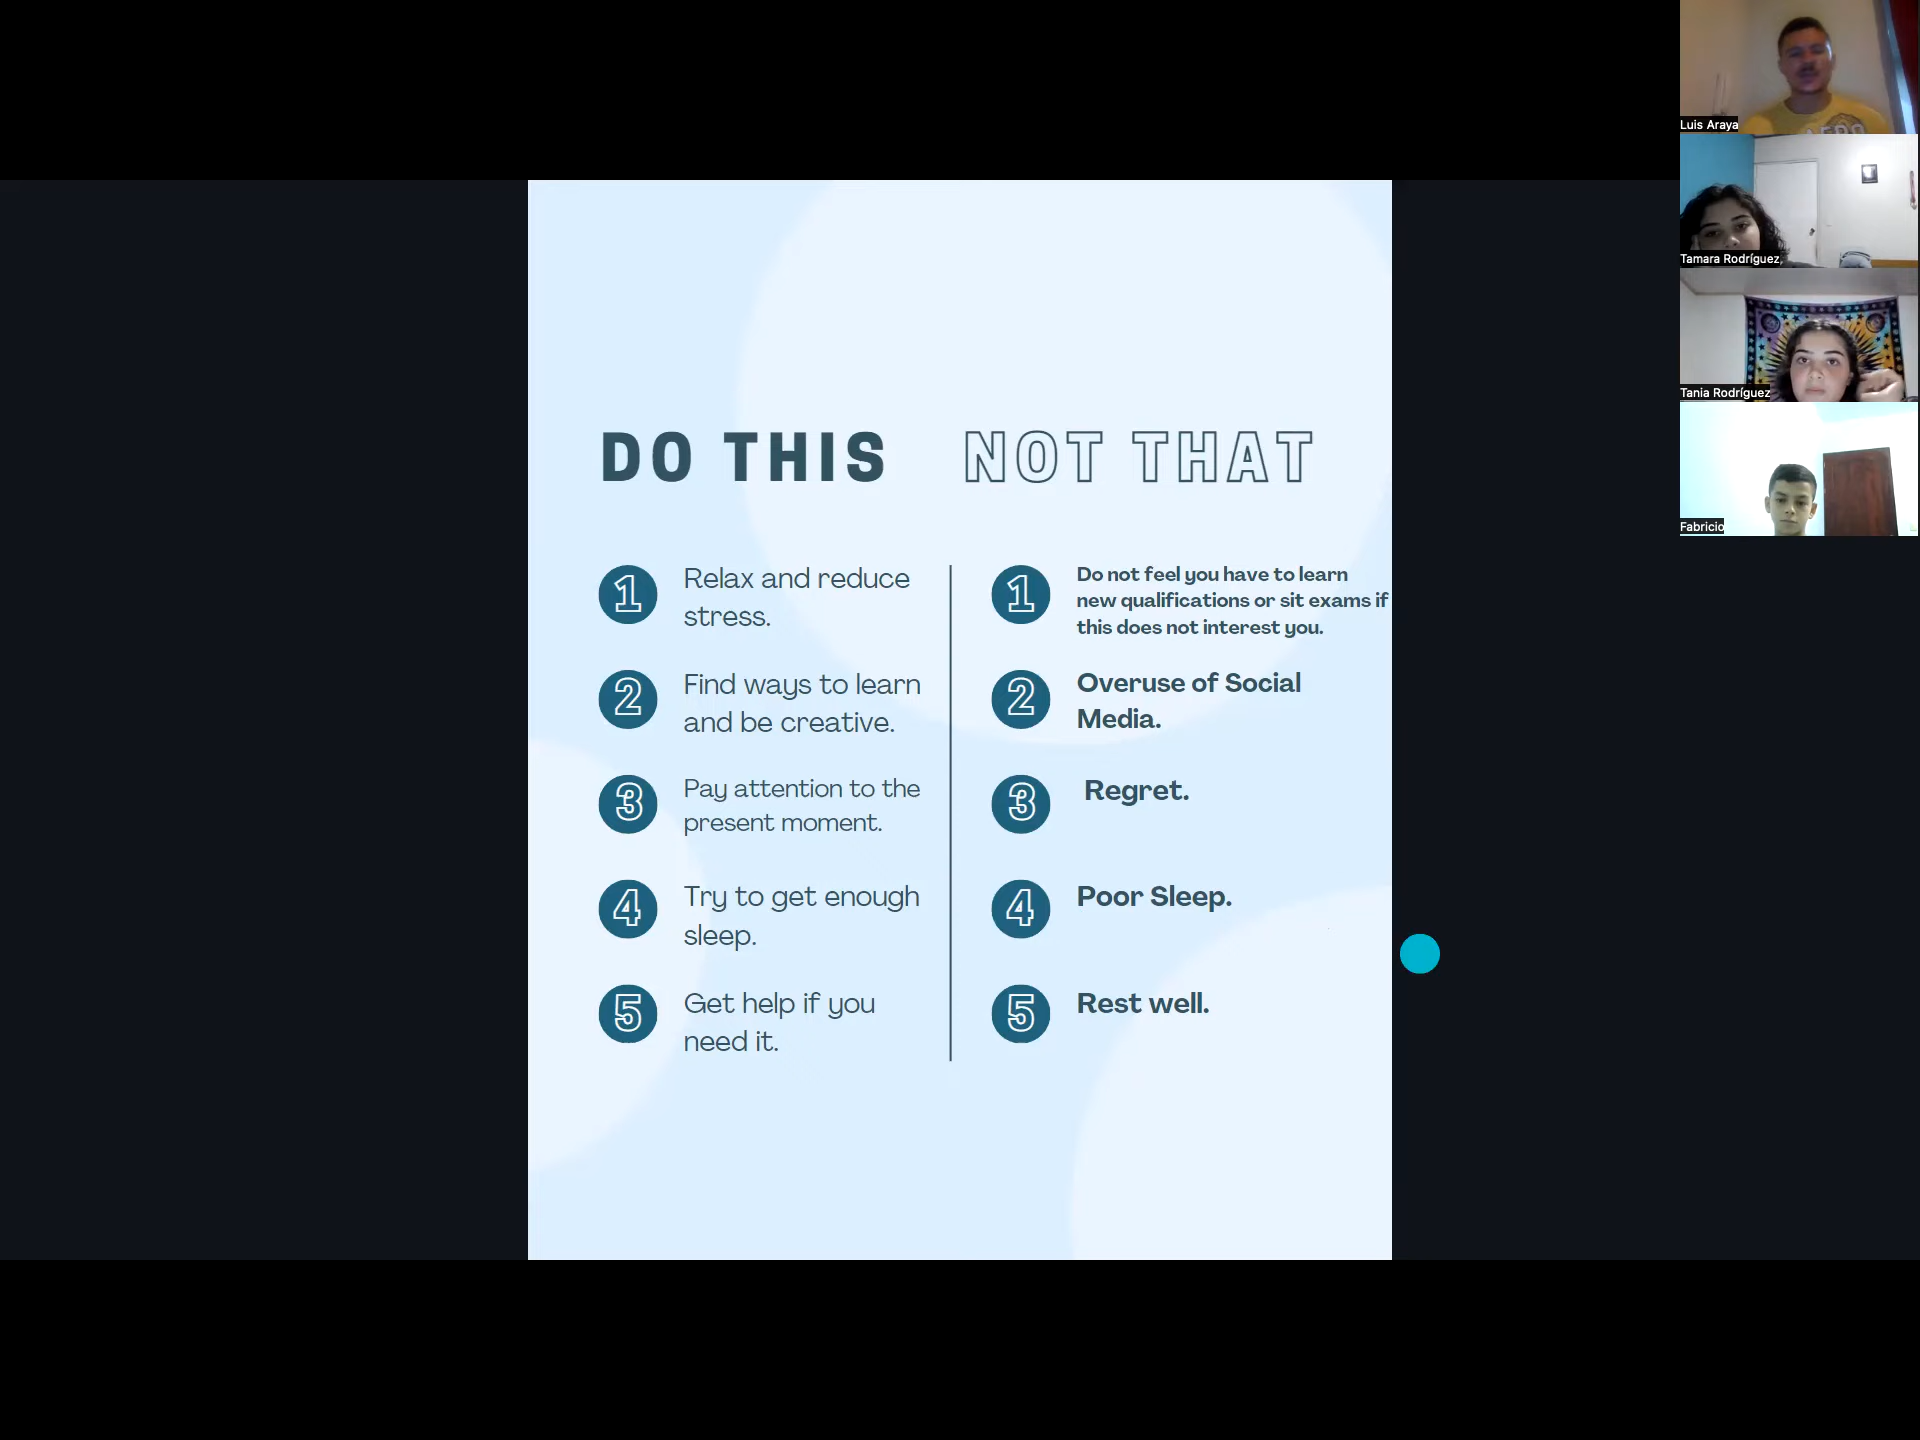 DO THIS
NOT THAT
1 Relax and reduce
stress.
2 Find ways to learn
and be creative.
3 Pay attention to the
present moment.
4 Try to get enough
sleep.
5 Get help if you
need it.
1 Do not feel you have to learn
new qualifications or sit exams if
this does not interest you.
2 Overuse of Social
Media.
3 Regret.
4 Poor Sleep.
5 Rest well.
Luis Araya
Tamara Rodríguez
Tania Rodríguez
Fabricio